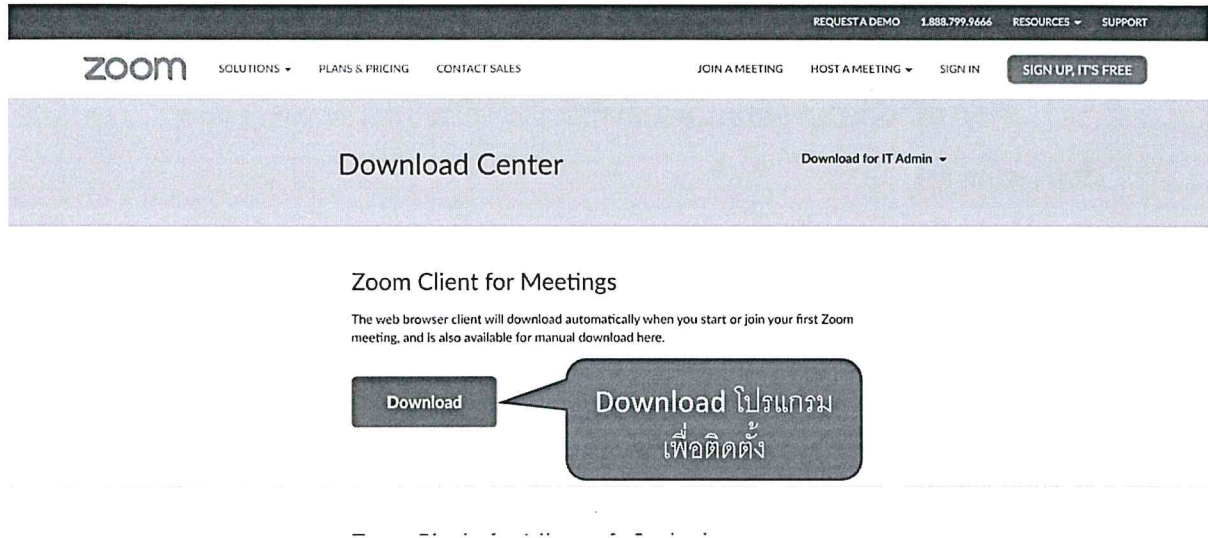 REQUEST A DEMO 1.888.799.9666 RESOURCES SUPPORT
zoom SOLUTIONS PLANS & PRICING CONTACT SALES JOIN A MEETING HOST A MEETING SIGN IN SIGN UP, IT'S FREE
Download Center Download for IT Admin
Zoom Client for Meetings
The web browser client will download automatically when you start or join your first Zoom
meeting, and is also available for manual download here.
Download
Download โปรแกรม
เพื่อติดตั้ง